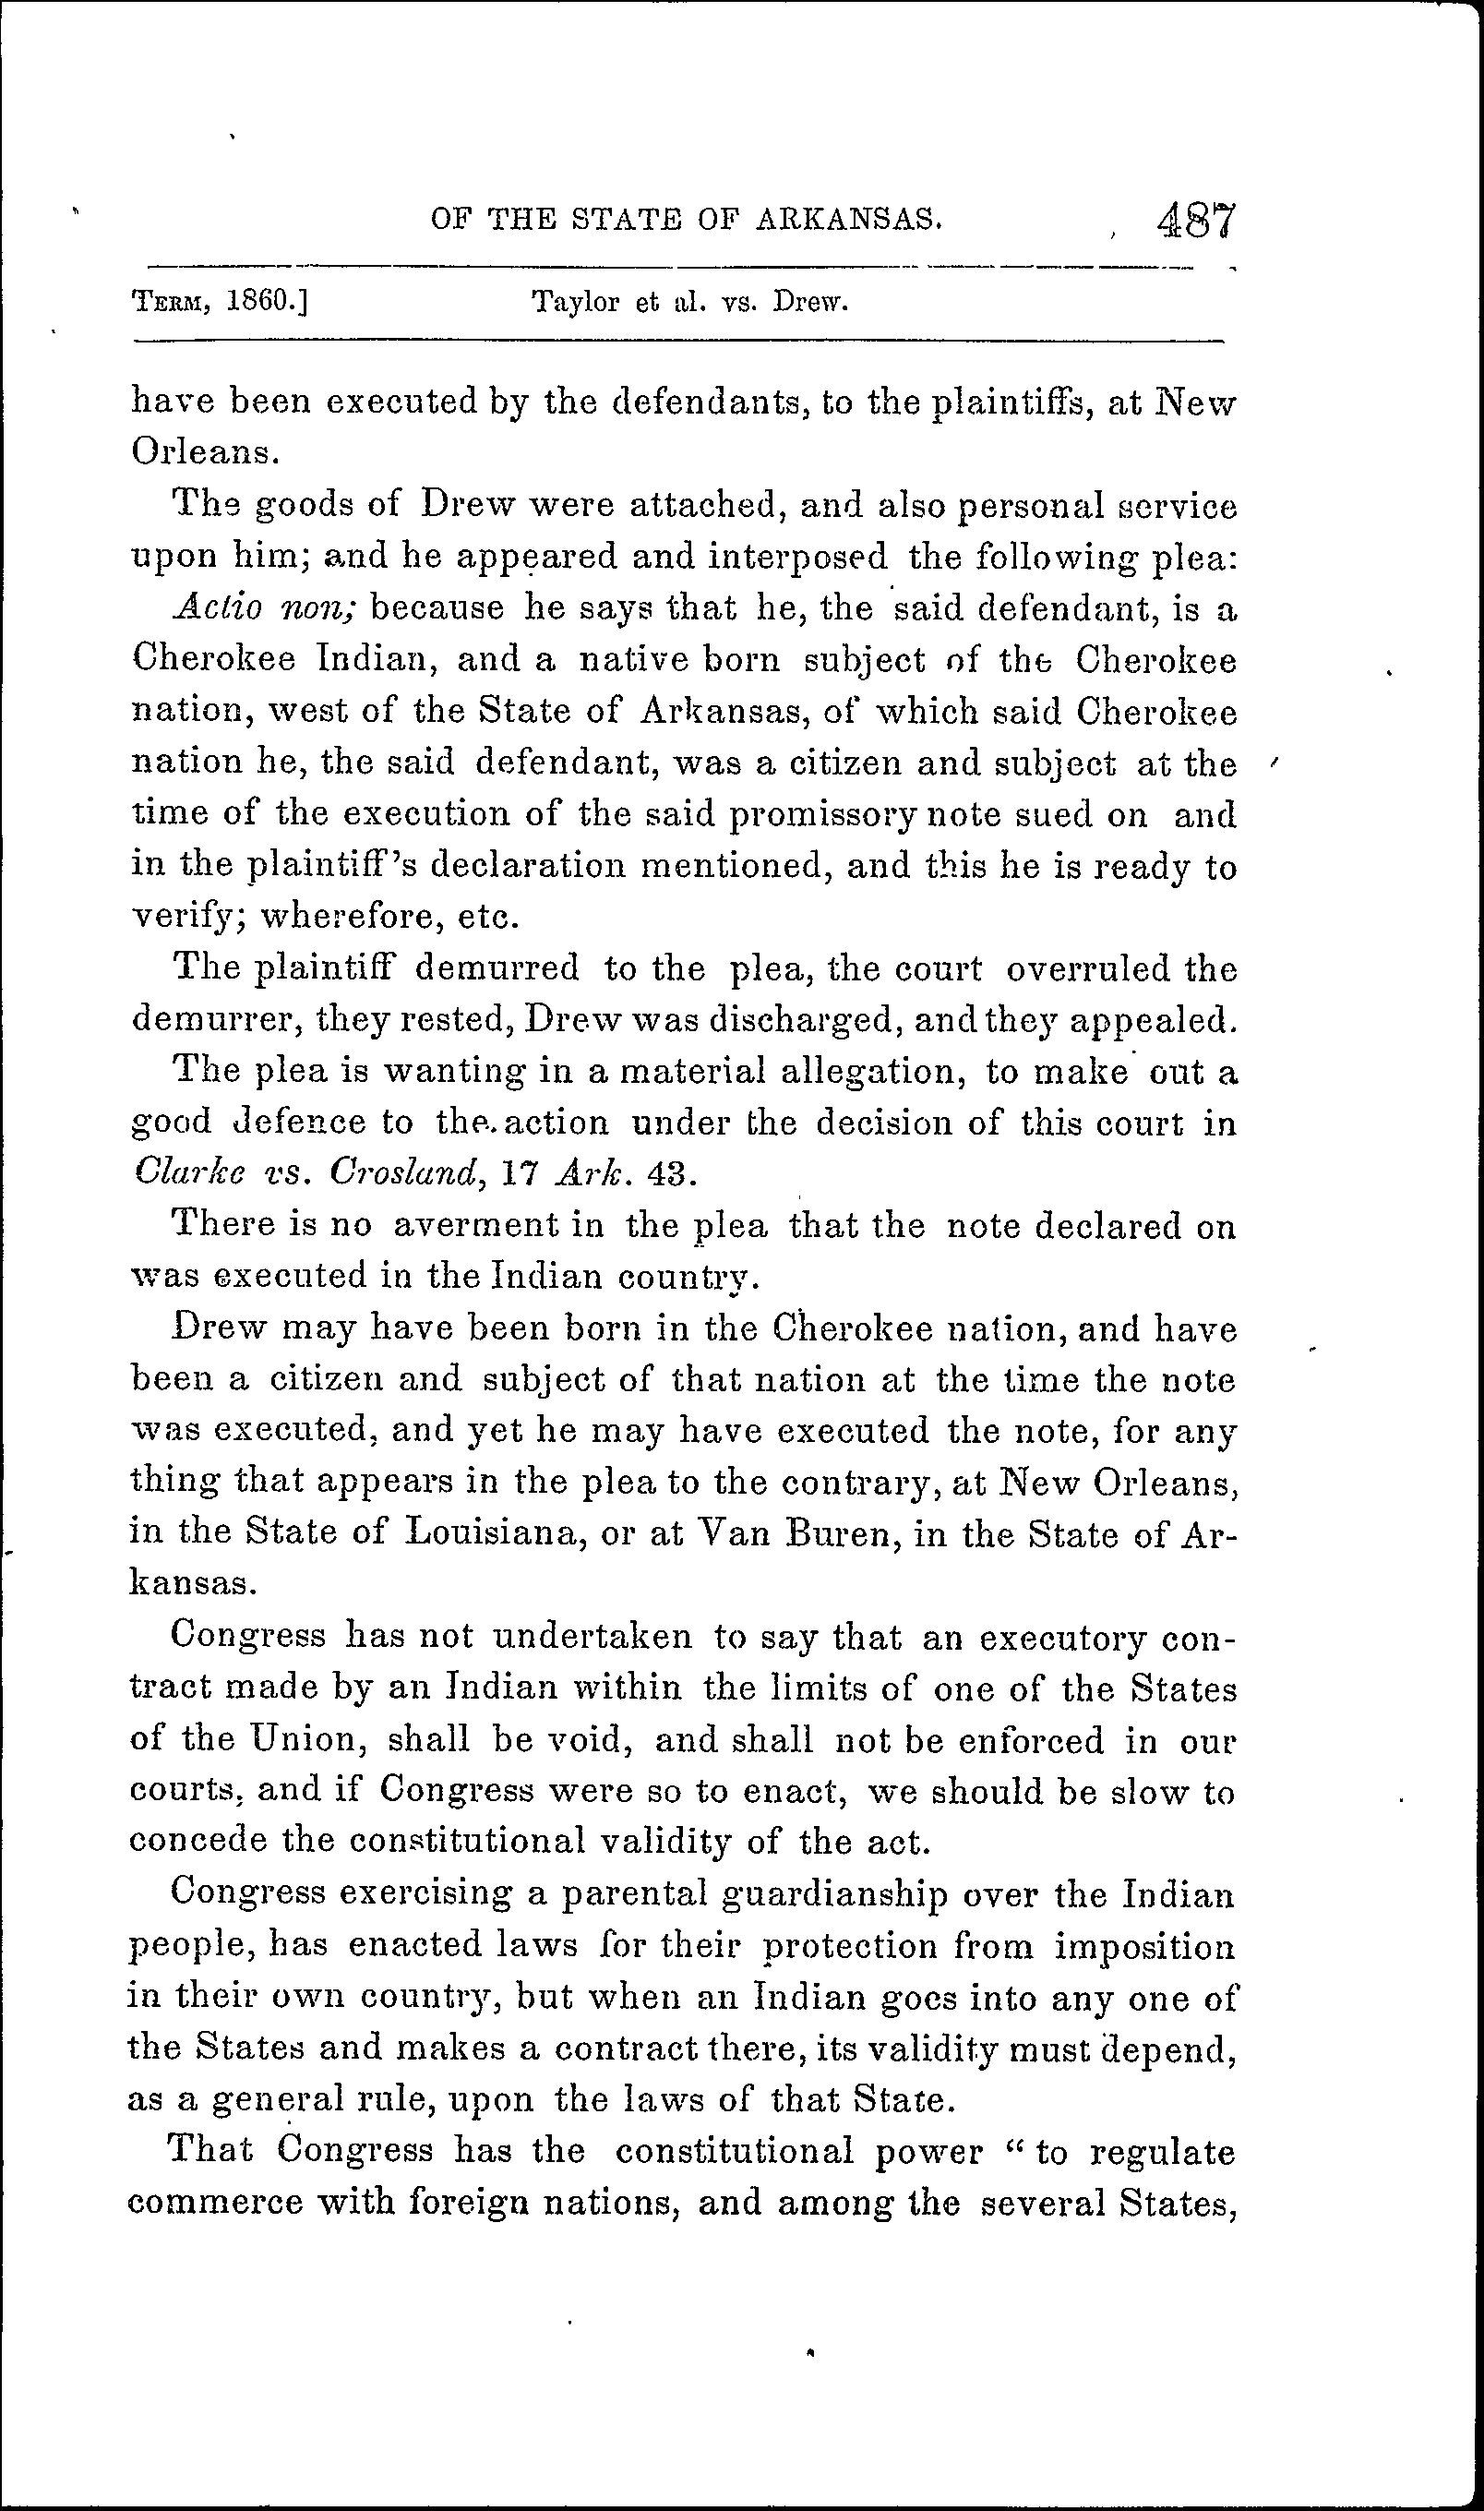 OF THE STATE OF ARKANSAS. 487
TERM, 1860.] Taylor et al. vs. Drew.
have been executed by the defendants, to the plaintiffs, at New
Orleans.
The goods of Drew were attached, and also personal service
upon him; and he appeared and interposed the following plea:
Actio non; because he says that he, the said defendant, is a
Cherokee Indian, and a native born subject of the Cherokee
nation, west of the State of Arkansas, of which said Cherokee
nation he, the said defendant, was a citizen and subject at the
time of the execution of the said promissory note sued on and
in the plaintiff's declaration mentioned, and this he is ready to
verify; wherefore, etc.
The plaintiff demurred to the plea, the court overruled the
demurrer, they rested, Drew was discharged, and they appealed.
The plea is wanting in a material allegation, to make out a
good defence to the action under the decision of this court in
Clarke vs. Crosland, 17 Ark. 43.
There is no averment in the plea that the note declared on
was executed in the Indian country.
Drew may have been born in the Cherokee nation, and have
been a citizen and subject of that nation at the time the note
was executed, and yet he may have executed the note, for any
thing that appears in the plea to the contrary, at New Orleans,
in the State of Louisiana, or at Van Buren, in the State of Ar-
kansas.
Congress has not undertaken to say that an executory con-
tract made by an Indian within the limits of one of the States
of the Union, shall be void, and shall not be enforced in our
courts, and if Congress were so to enact, we should be slow to
concede the constitutional validity of the act.
Congress exercising a parental guardianship over the Indian
people, has enacted laws for their protection from imposition
in their own country, but when an Indian goes into any one of
the States and makes a contract there, its validity must depend,
as a general rule, upon the laws of that State.
That Congress has the constitutional power " to regulate
commerce with foreign nations, and among the several States,